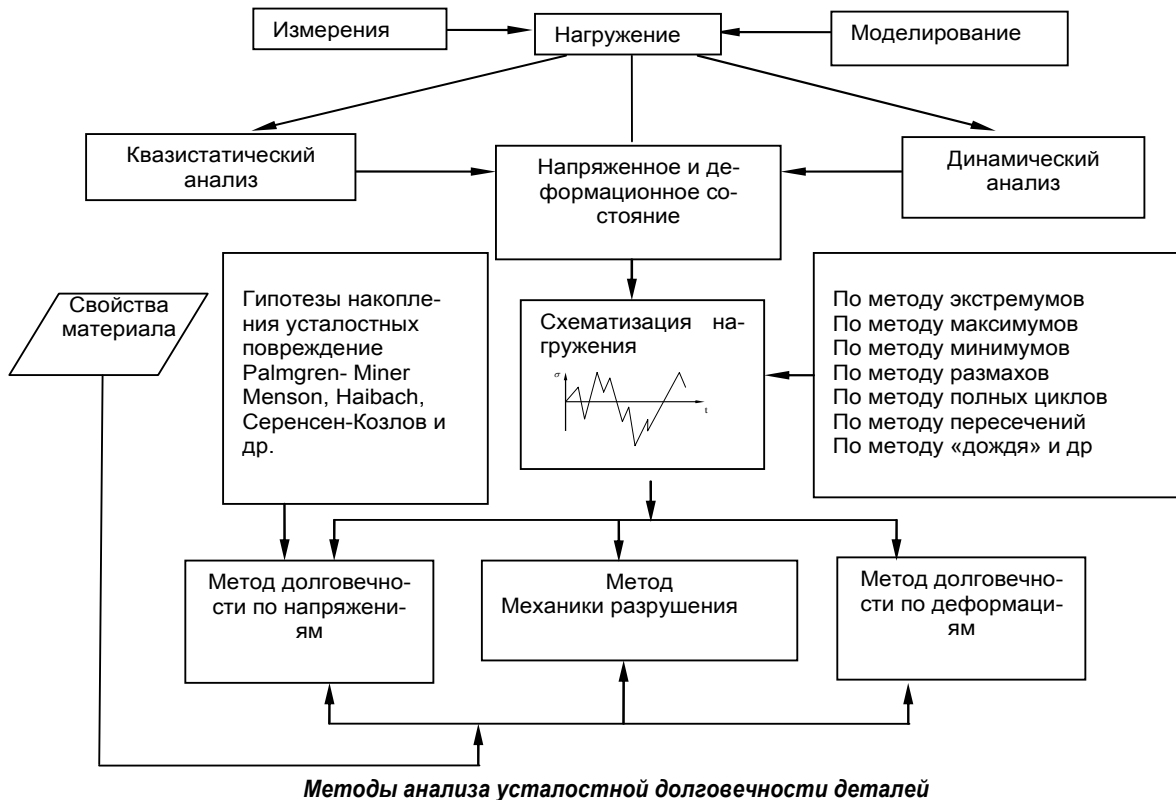 Измерения
Нагружение
Моделирование
Квазистатический
анализ
Напряженное и де-
формационное со-
стояние
Динамический
анализ
Свойства
материала
Гипотезы накопле-
ния усталостных
повреждение
Palmgren- Miner
Menson, Haibach,
Серенсен-Козлов и
др.
Схематизация на-
гружения
σ
t
По методу экстремумов
По методу максимумов
По методу минимумов
По методу размахов
По методу полных циклов
По методу пересечений
По методу «дождя» и др
Метод долговечно-
сти по напряжени-
ям
Метод
Механики разрушения
Метод долговечно-
сти по деформаци-
ям
Методы анализа усталостной долговечности деталей